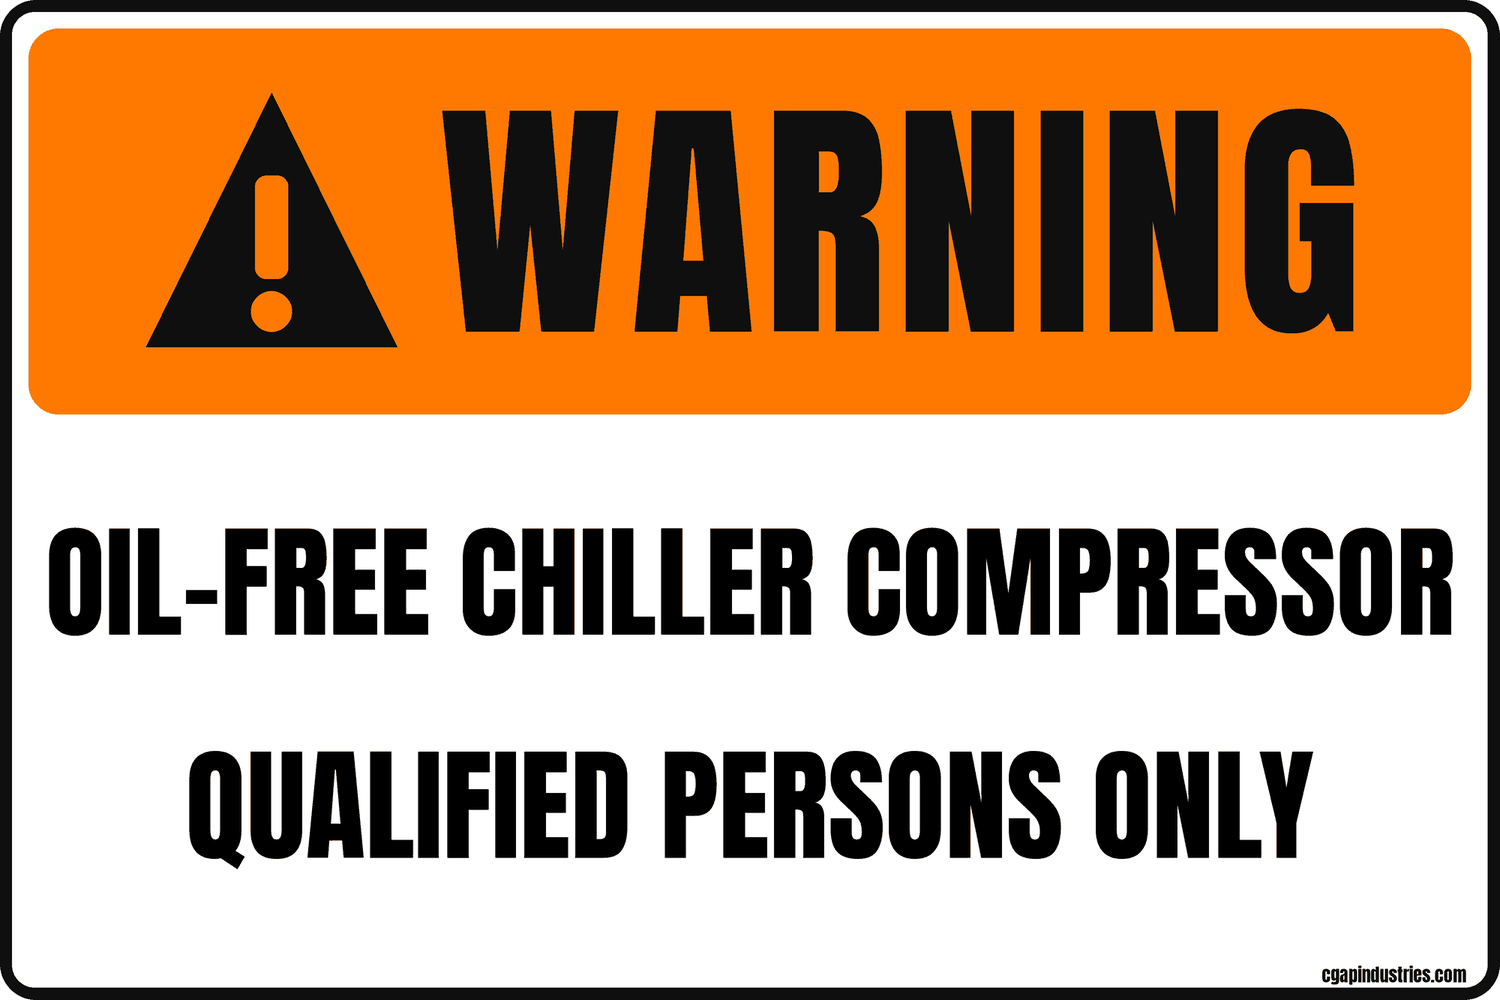 WARNING
OIL-FREE CHILLER COMPRESSOR
QUALIFIED PERSONS ONLY
cgapindustries.com